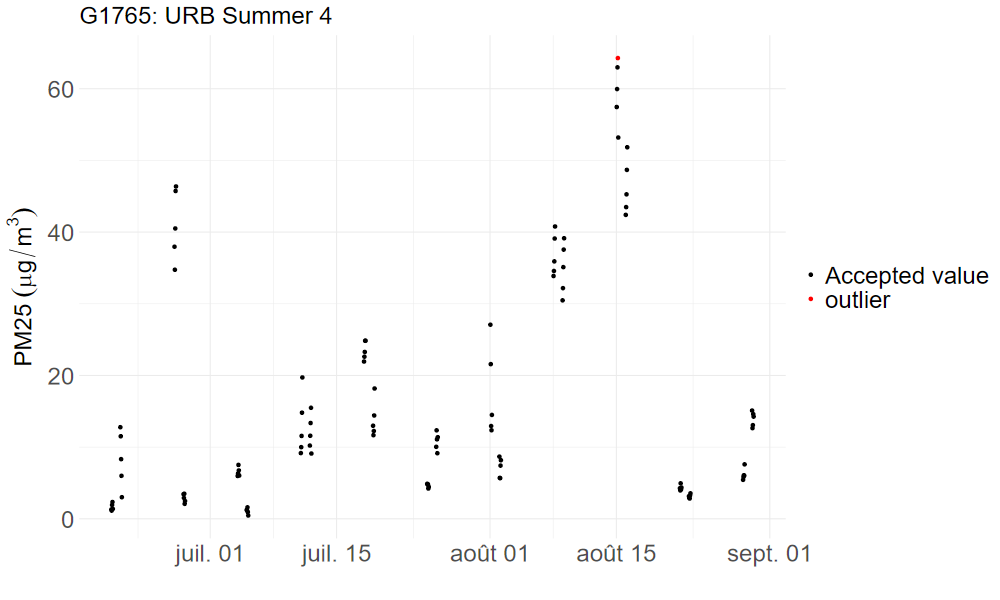 G1765: URB Summer 4
PM25 (μg/m³)
60
40
20
0
juil. 01
juil. 15
août 01
août 15
sept. 01
Accepted value
outlier